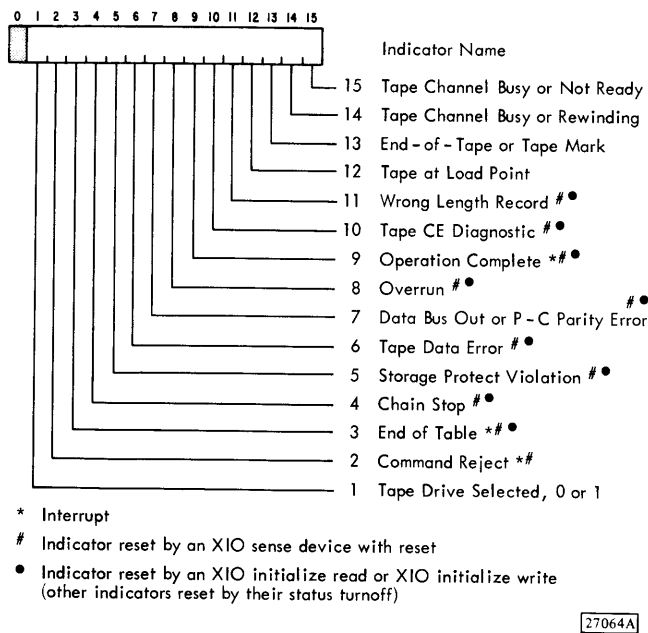 0 1 2 3 4 5 6 7 8 9 10 11 12 13 14 15
Indicator Name
15 Tape Channel Busy or Not Ready
14 Tape Channel Busy or Rewinding
13 End-of-Tape or Tape Mark
12 Tape at Load Point
11 Wrong Length Record #●
10 Tape CE Diagnostic #●
9 Operation Complete *#●
8 Overrun #●
7 Data Bus Out or P-C Parity Error #●
6 Tape Data Error #●
5 Storage Protect Violation #●
4 Chain Stop #●
3 End of Table *#●
2 Command Reject *#
1 Tape Drive Selected, 0 or 1
* Interrupt
# Indicator reset by an XIO sense device with reset
● Indicator reset by an XIO initialize read or XIO initialize write
(other indicators reset by their status turnoff)
27064A